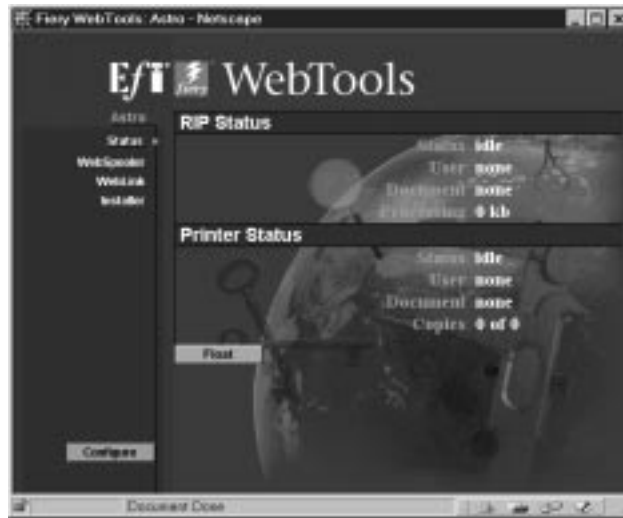 Fiery WebTools: Astro - Netscape
EfI fiery WebTools
Astro
Status
WebSpooler
WebLink
Installer
RIP Status
Status idle
User none
Document none
Processing 0 kb
Printer Status
Status idle
User none
Document none
Copies 0 of 0
Float
Configure
Document Done